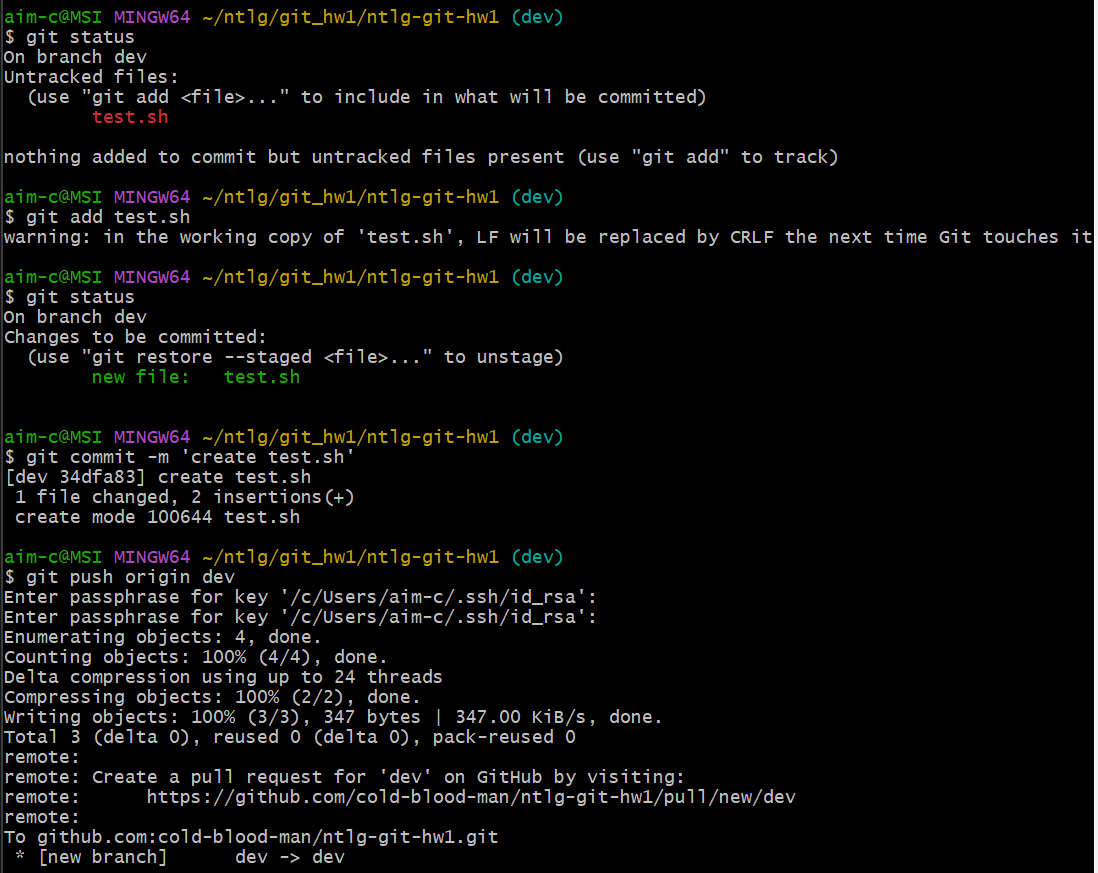 aim-c@MSI MINGW64 ~/ntlg/git_hw1/ntlg-git-hw1 (dev)
$ git status
On branch dev
Untracked files:
  (use "git add <file>..." to include in what will be committed)
        test.sh

nothing added to commit but untracked files present (use "git add" to track)

aim-c@MSI MINGW64 ~/ntlg/git_hw1/ntlg-git-hw1 (dev)
$ git add test.sh
warning: in the working copy of 'test.sh', LF will be replaced by CRLF the next time Git touches it

aim-c@MSI MINGW64 ~/ntlg/git_hw1/ntlg-git-hw1 (dev)
$ git status
On branch dev
Changes to be committed:
  (use "git restore --staged <file>..." to unstage)
        new file:   test.sh


aim-c@MSI MINGW64 ~/ntlg/git_hw1/ntlg-git-hw1 (dev)
$ git commit -m 'create test.sh'
[dev 34dfa83] create test.sh
 1 file changed, 2 insertions(+)
 create mode 100644 test.sh

aim-c@MSI MINGW64 ~/ntlg/git_hw1/ntlg-git-hw1 (dev)
$ git push origin dev
Enter passphrase for key '/c/Users/aim-c/.ssh/id_rsa':
Enter passphrase for key '/c/Users/aim-c/.ssh/id_rsa':
Enumerating objects: 4, done.
Counting objects: 100% (4/4), done.
Delta compression using up to 24 threads
Compressing objects: 100% (2/2), done.
Writing objects: 100% (3/3), 347 bytes | 347.00 KiB/s, done.
Total 3 (delta 0), reused 0 (delta 0), pack-reused 0
remote:
remote: Create a pull request for 'dev' on GitHub by visiting:
remote:      https://github.com/cold-blood-man/ntlg-git-hw1/pull/new/dev
remote:
To github.com:cold-blood-man/ntlg-git-hw1.git
 * [new branch]      dev -> dev